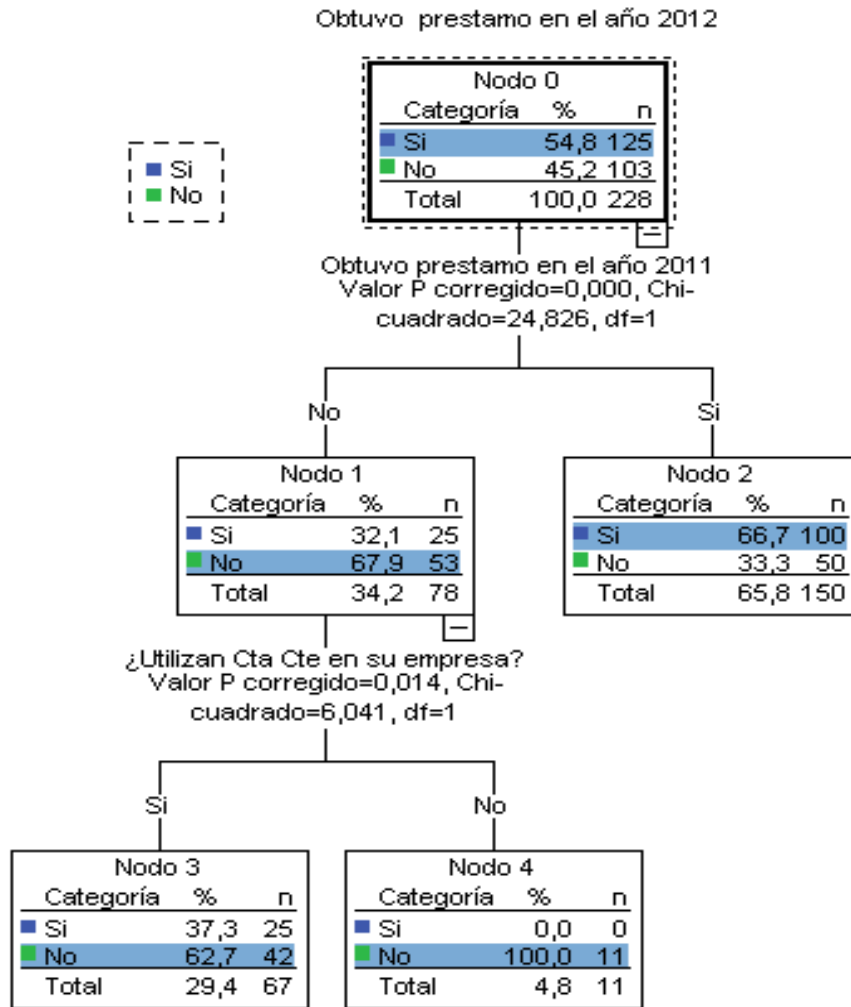 Obtuvo prestamo en el año 2012
Nodo 0
Categoría % n
Si 54,8 125
No 45,2 103
Total 100,0 228
Si
No
Obtuvo prestamo en el año 2011
Valor P corregido=0,000, Chi-
cuadrado=24,826, df=1
No
Si
Nodo 1
Categoría % n
Si 32,1 25
No 67,9 53
Total 34,2 78
Nodo 2
Categoría % n
Si 66,7 100
No 33,3 50
Total 65,8 150
¿Utilizan Cta Cte en su empresa?
Valor P corregido=0,014, Chi-
cuadrado=6,041, df=1
Si
No
Nodo 3
Categoría % n
Si 37,3 25
No 62,7 42
Total 29,4 67
Nodo 4
Categoría % n
Si 0,0 0
No 100,0 11
Total 4,8 11